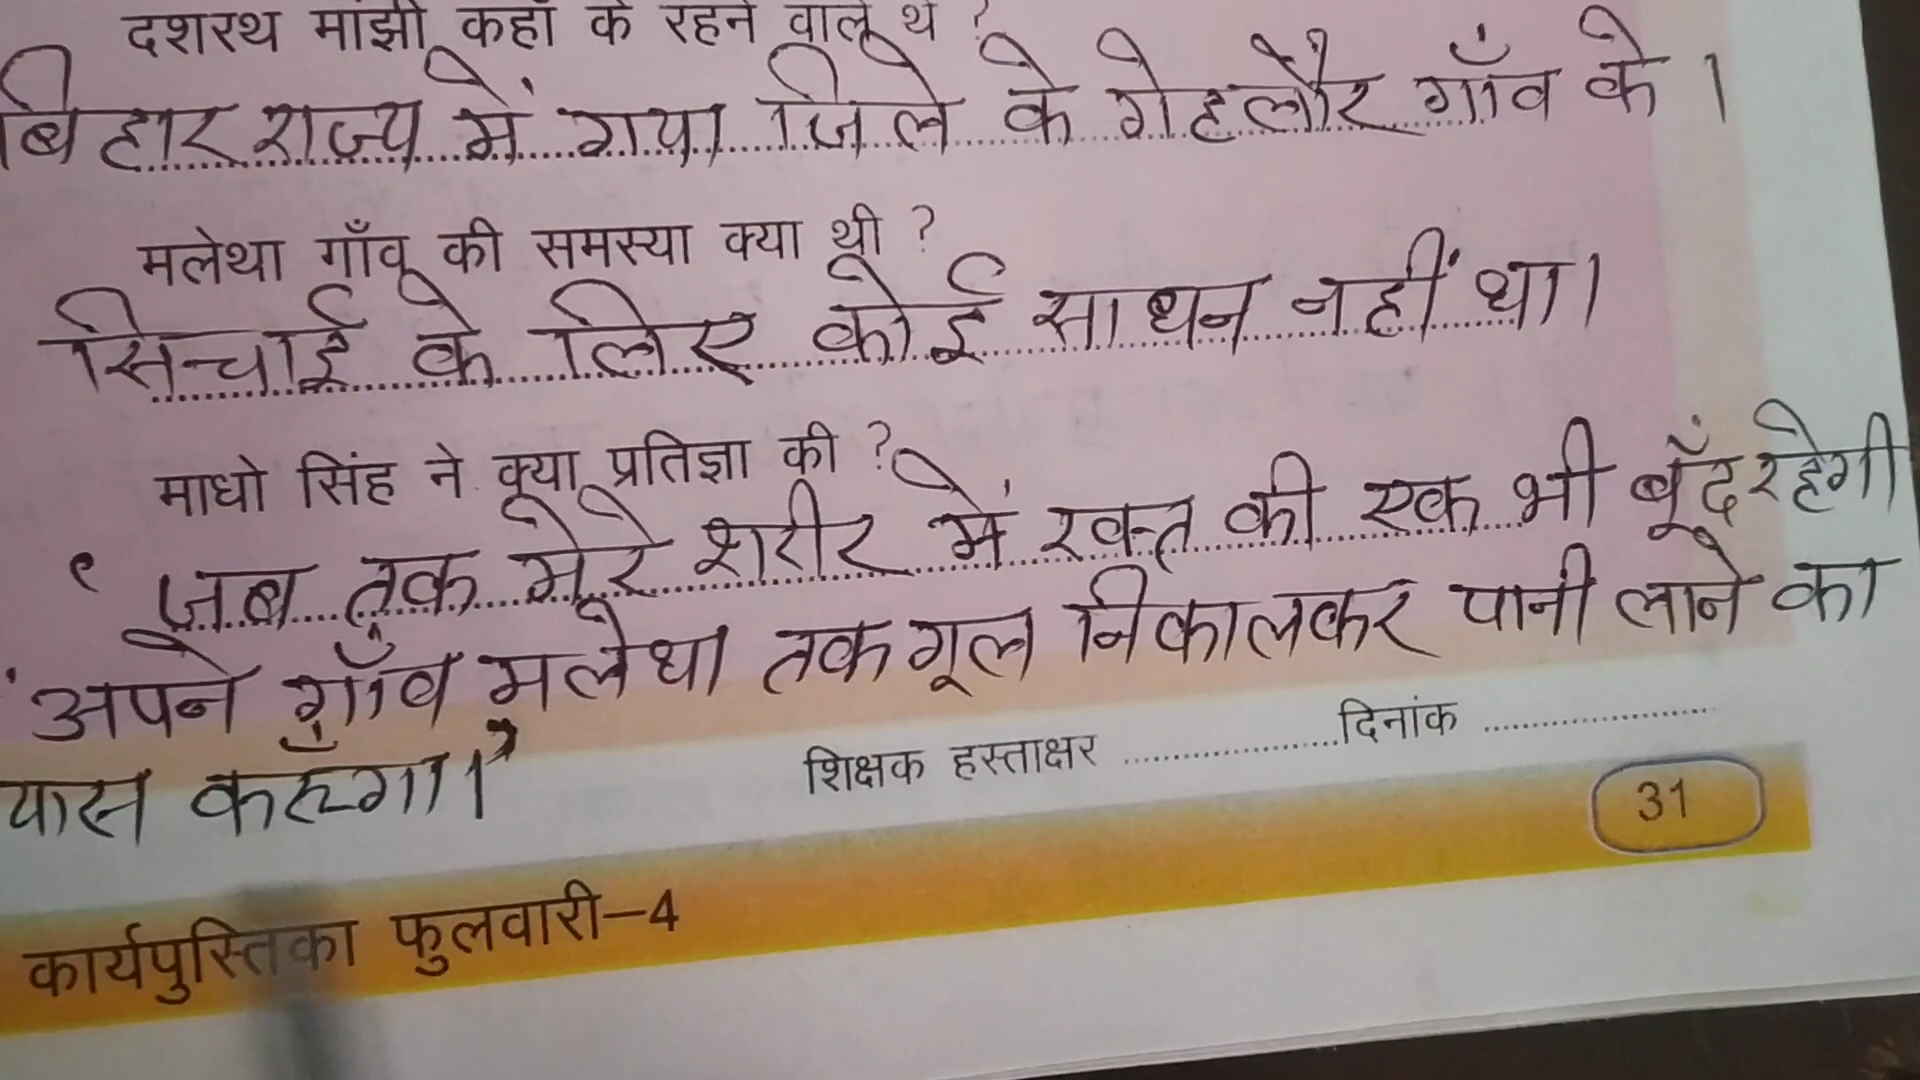 दशरथ मांझी कहाँ के रहने वाले थे ?
बिहार राज्य में गया जिले के गेहलौर गाँव के ।
मलेथा गाँव की समस्या क्या थी ?
सिन्चाई के लिए कोई साधन नहीं था।
माधो सिंह ने क्या प्रतिज्ञा की ?
जब तक मेरे शरीर में रक्त की एक भी बूँद रहेगी
अपने गाँव मलेथा तक गूल निकालकर पानी लाने का
यास करूँगा।"
शिक्षक हस्ताक्षर ........................दिनांक ........................
31
कार्यपुस्तिका फुलवारी–4